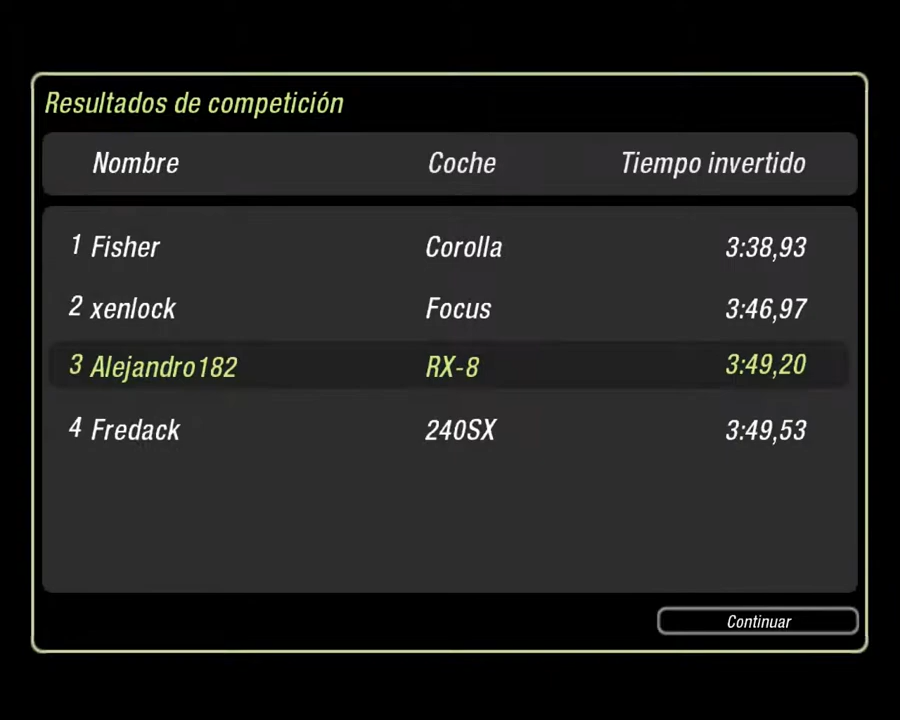 Resultados de competición
Nombre Coche Tiempo invertido
1 Fisher Corolla 3:38,93
2 xenlock Focus 3:46,97
3 Alejandro182 RX-8 3:49,20
4 Fredack 240SX 3:49,53
Continuar